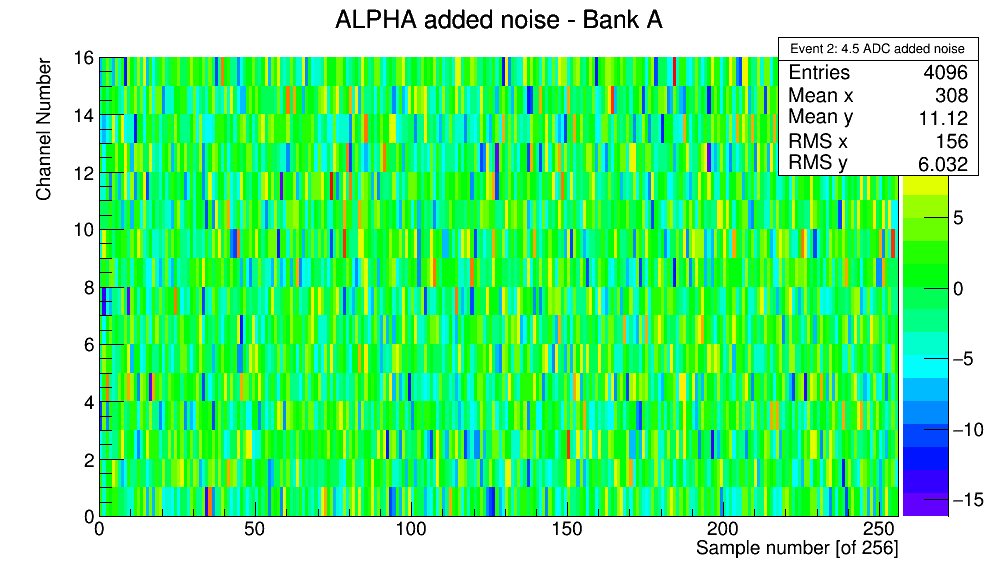 ALPHA added noise - Bank A
Event 2: 4.5 ADC added noise
Entries 4096
Mean x 308
Mean y 11.12
RMS x 156
RMS y 6.032
Channel Number
16
14
12
10
8
6
4
2
0
0 50 100 150 200 250
Sample number [of 256]
5
0
−5
−10
−15